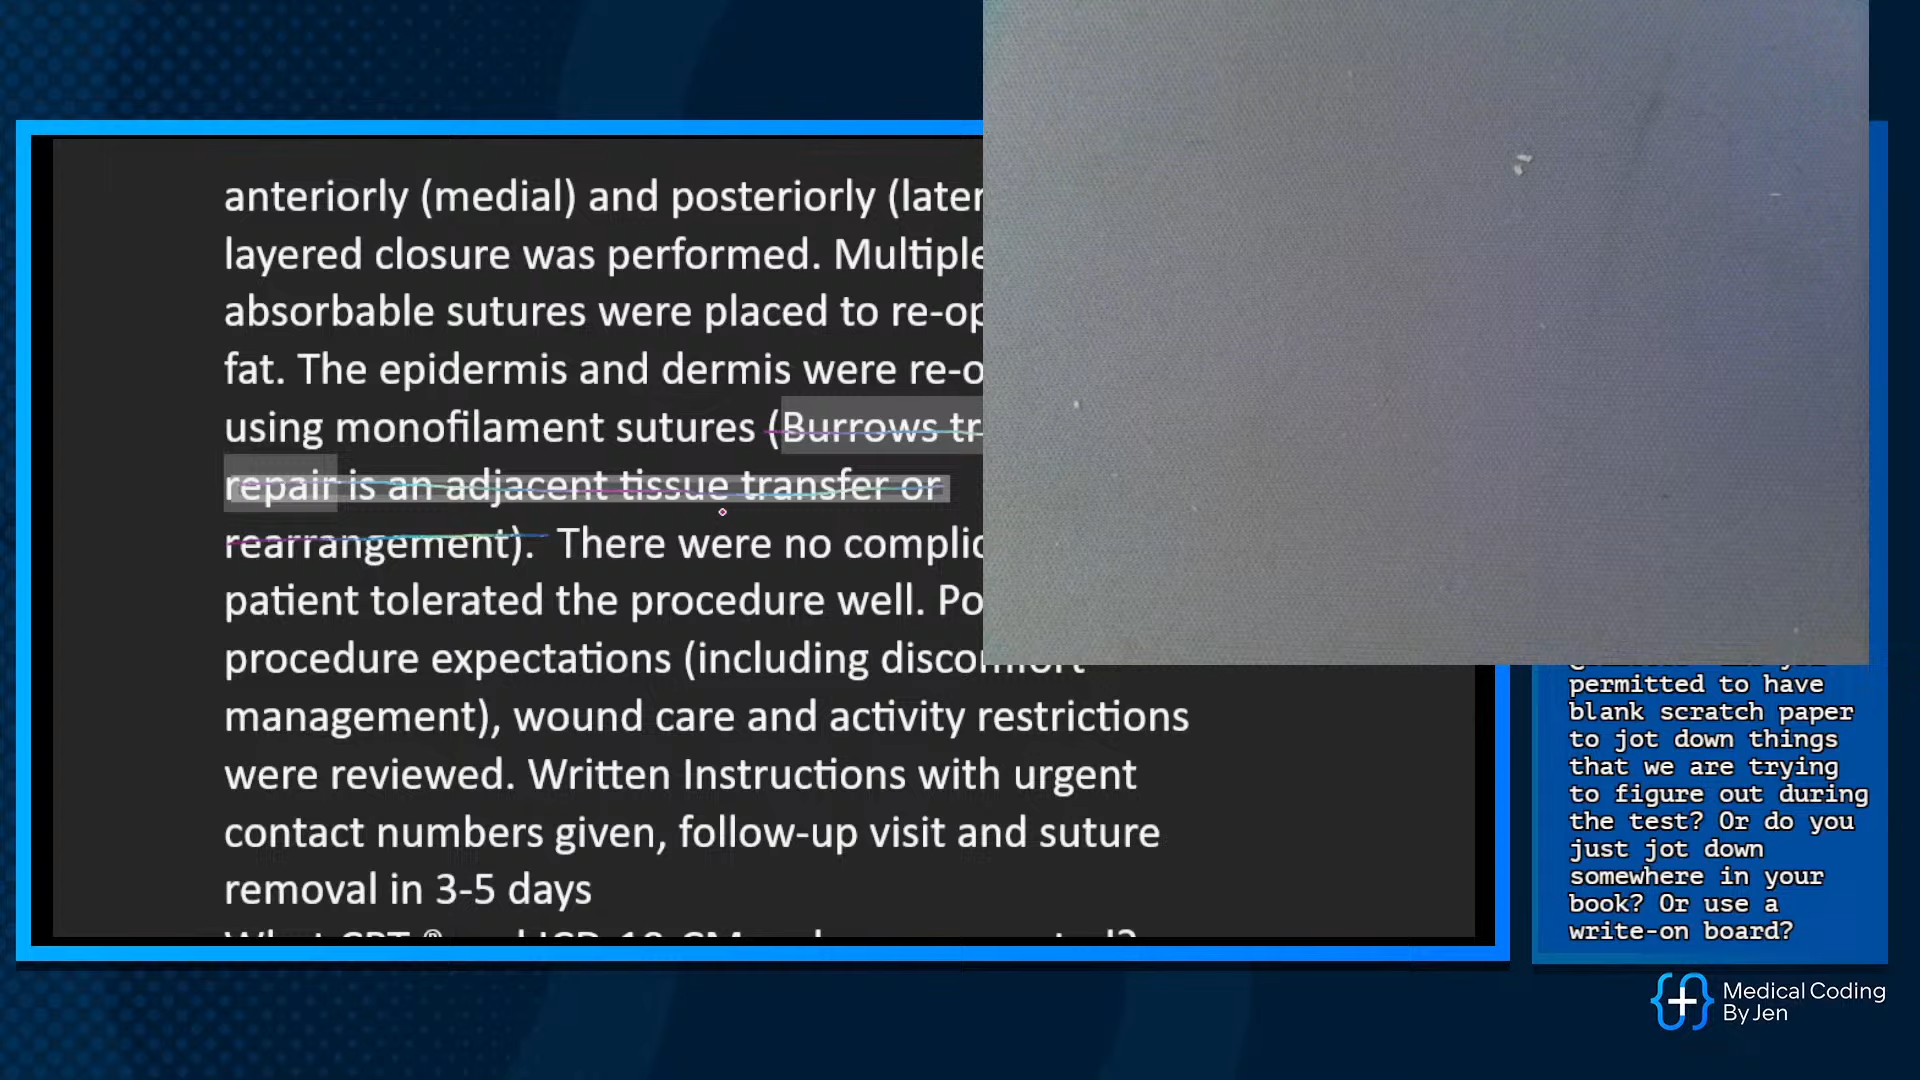 anteriorly (medial) and posteriorly (later
layered closure was performed. Multiple
absorbable sutures were placed to re-op
fat. The epidermis and dermis were re-o
using monofilament sutures (Burrows tr
repair is an adjacent tissue transfer or
rearrangement). There were no complic
patient tolerated the procedure well. Po
procedure expectations (including discomfort
management), wound care and activity restrictions
were reviewed. Written Instructions with urgent
contact numbers given, follow-up visit and suture
removal in 3-5 days
permitted to have
blank scratch paper
to jot down things
that we are trying
to figure out during
the test? Or do you
just jot down
somewhere in your
book? Or use a
write-on board?
Medical Coding
By Jen